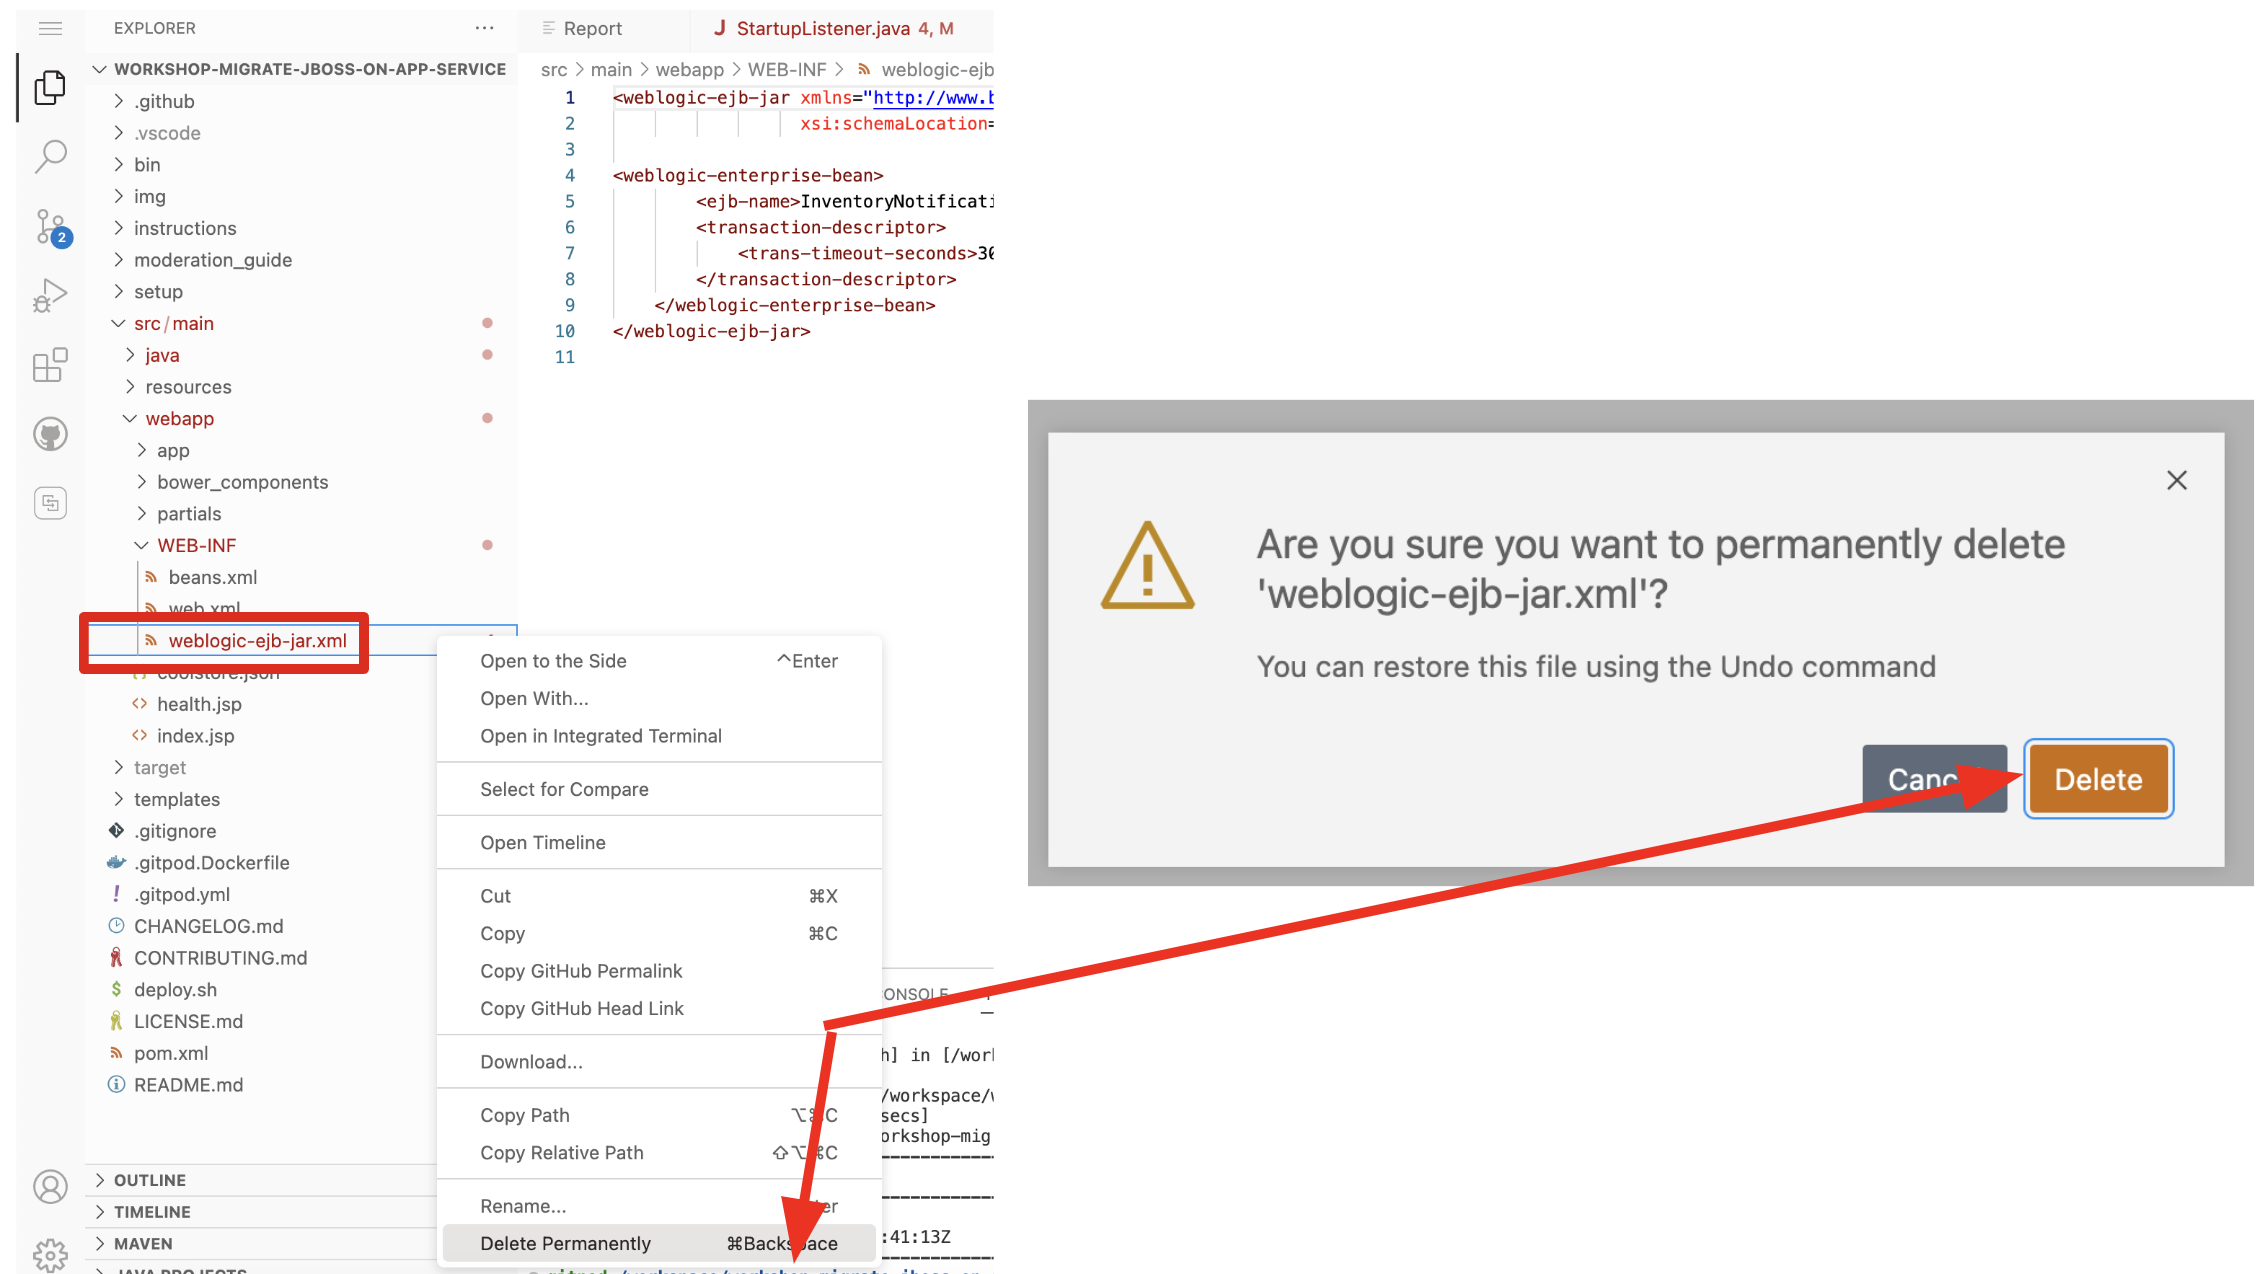 EXPLORER
WORKSHOP-MIGRATE-JBOSS-ON-APP-SERVICE
.github
.vscode
bin
img
instructions
moderation_guide
setup
src/main
java
resources
webapp
app
bower_components
partials
WEB-INF
beans.xml
web.xml
weblogic-ejb-jar.xml
coolstore.json
health.jsp
index.jsp
target
templates
.gitignore
.gitpod.Dockerfile
.gitpod.yml
CHANGELOG.md
CONTRIBUTING.md
deploy.sh
LICENSE.md
pom.xml
README.md
OUTLINE
TIMELINE
MAVEN
JAVA PROJECTS
2
Report
J StartupListener.java 4, M
src > main > webapp > WEB-INF > weblogic-ejb
1 <weblogic-ejb-jar xmlns="http://www.b
2 xsi:schemaLocation=
3
4 <weblogic-enterprise-bean>
5 <ejb-name>InventoryNotificati
6 <transaction-descriptor>
7 <trans-timeout-seconds>30
8 </transaction-descriptor>
9 </weblogic-enterprise-bean>
10 </weblogic-ejb-jar>
11
Open to the Side ^Enter
Open With...
Open in Integrated Terminal
Select for Compare
Open Timeline
Cut ⌘X
Copy ⌘C
Copy GitHub Permalink
Copy GitHub Head Link
Download...
Copy Path ⌥⌘C
Copy Relative Path ⇧⌥⌘C
Rename...
Delete Permanently ⌘Backspace
CONSOLE
h] in [/work
/workspace/w
secs]
orkshop-mig
:41:13Z
Are you sure you want to permanently delete
'weblogic-ejb-jar.xml'?
You can restore this file using the Undo command
Cancel
Delete